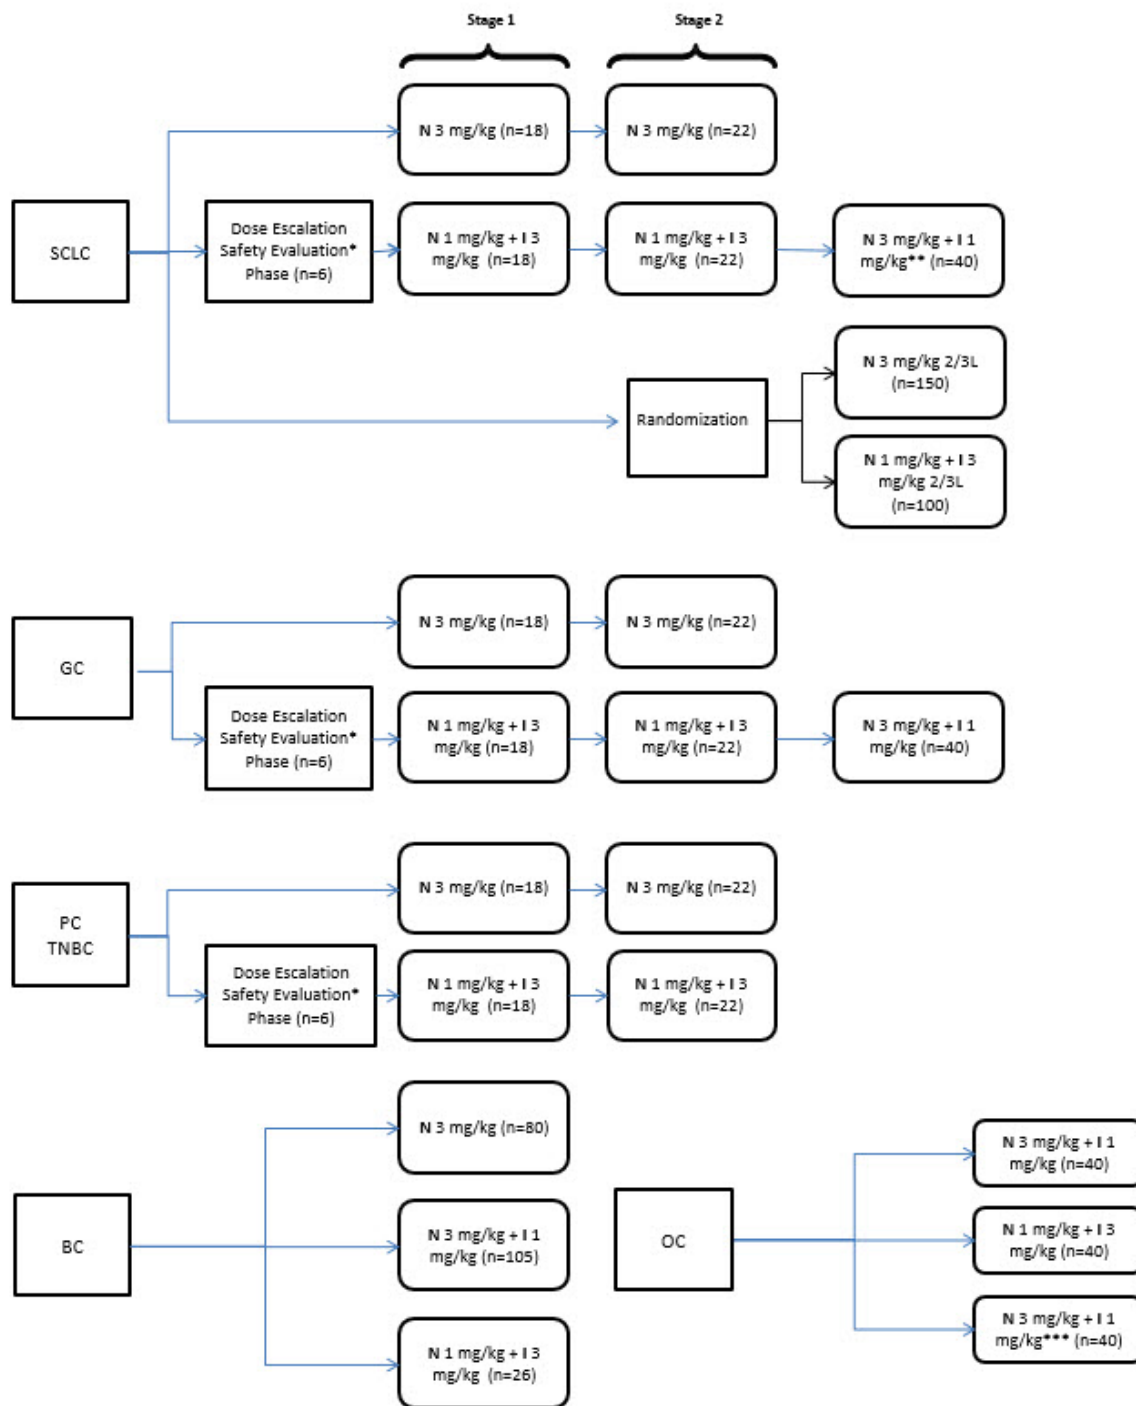 Stage 1
Stage 2
N 3 mg/kg (n=18)
N 3 mg/kg (n=22)
SCLC
Dose Escalation
Safety Evaluation*
Phase (n=6)
N 1 mg/kg + I 3
mg/kg (n=18)
N 1 mg/kg + I 3
mg/kg (n=22)
N 3 mg/kg + I 1
mg/kg** (n=40)
Randomization
N 3 mg/kg 2/3L
(n=150)
N 1 mg/kg + I 3
mg/kg 2/3L
(n=100)
GC
N 3 mg/kg (n=18)
N 3 mg/kg (n=22)
Dose Escalation
Safety Evaluation*
Phase (n=6)
N 1 mg/kg + I 3
mg/kg (n=18)
N 1 mg/kg + I 3
mg/kg (n=22)
N 3 mg/kg + I 1
mg/kg (n=40)
PC
TNBC
N 3 mg/kg (n=18)
N 3 mg/kg (n=22)
Dose Escalation
Safety Evaluation*
Phase (n=6)
N 1 mg/kg + I 3
mg/kg (n=18)
N 1 mg/kg + I 3
mg/kg (n=22)
BC
N 3 mg/kg (n=80)
N 3 mg/kg + I 1
mg/kg (n=105)
N 1 mg/kg + I 3
mg/kg (n=26)
OC
N 3 mg/kg + I 1
mg/kg (n=40)
N 1 mg/kg + I 3
mg/kg (n=40)
N 3 mg/kg + I 1
mg/kg*** (n=40)